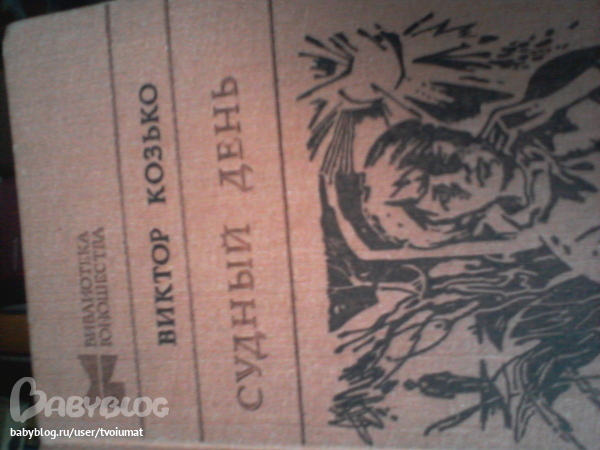 БИБЛИОТЕКА
ЮНОШЕСТВА
ВИКТОР КОЗЬКО
СУДНЫЙ ДЕНЬ
BABYBLOG
babyblog.ru/user/tvoiumat